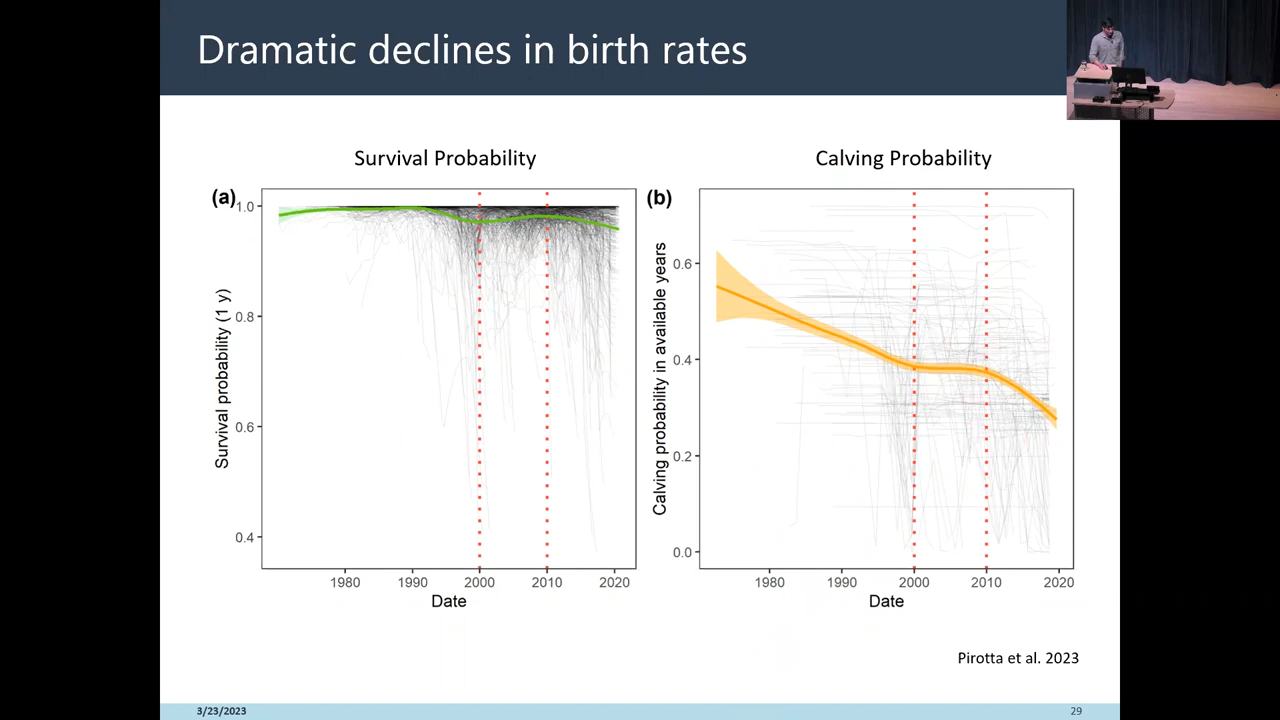 Dramatic declines in birth rates
Survival Probability
Calving Probability
(a)
1.0
0.8
0.6
0.4
Survival probability (1 y)
1980 1990 2000 2010 2020
Date
(b)
0.6
0.4
0.2
0.0
Calving probability in available years
1980 1990 2000 2010 2020
Date
Pirotta et al. 2023
3/23/2023
29